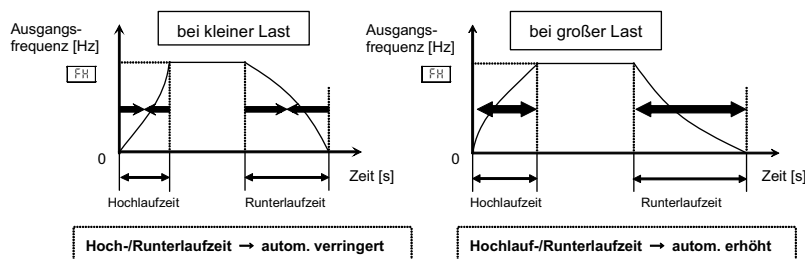 Ausgangs-
frequenz [Hz]
bei kleiner Last
FH
0
Zeit [s]
Hochlaufzeit
Runterlaufzeit
Hoch-/Runterlaufzeit → autom. verringert
Ausgangs-
frequenz [Hz]
bei großer Last
FH
0
Zeit [s]
Hochlaufzeit
Runterlaufzeit
Hochlauf-/Runterlaufzeit → autom. erhöht